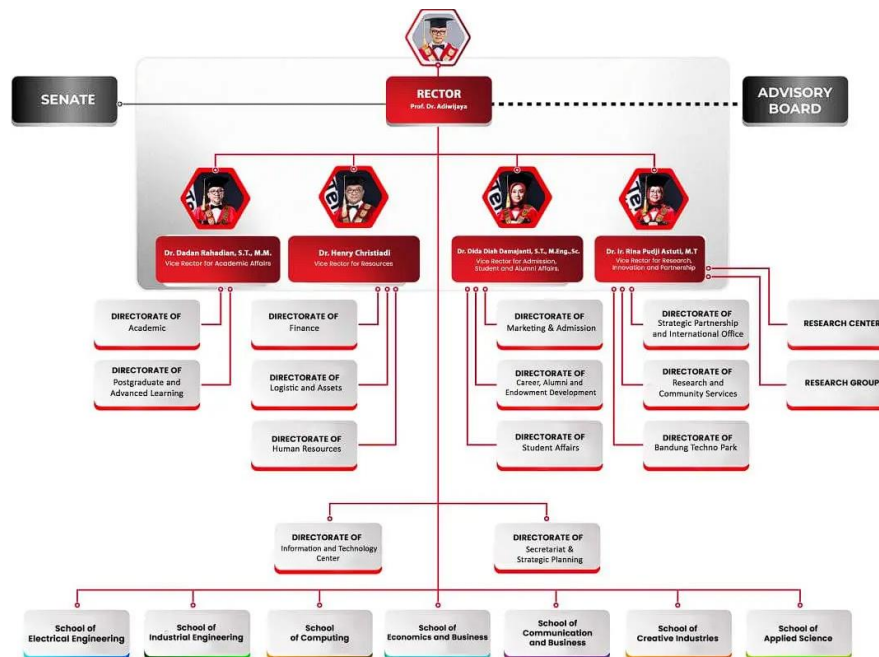 SENATE
RECTOR
Prof. Dr. Adiwijaya
ADVISORY
BOARD
Dr. Dadan Rahadian, S.T., M.M.
Vice Rector for Academic Affairs
Dr. Henry Christiadi
Vice Rector for Resources
Dr. Dida Diah Damajanti, S.T., M.Eng.,Sc.
Vice Rector for Admission,
Student and Alumni Affairs.
Dr. Ir. Rina Pudji Astuti, M.T
Vice Rector for Research,
Innovation and Partnership
DIRECTORATE OF
Academic
DIRECTORATE OF
Finance
DIRECTORATE OF
Marketing & Admission
DIRECTORATE OF
Strategic Partnership
and International Office
RESEARCH CENTER
DIRECTORATE OF
Postgraduate and
Advanced Learning
DIRECTORATE OF
Logistic and Assets
DIRECTORATE OF
Career, Alumni and
Endowment Development
DIRECTORATE OF
Research and
Community Services
RESEARCH GROUP
DIRECTORATE OF
Human Resources
DIRECTORATE OF
Student Affairs
DIRECTORATE OF
Bandung Techno Park
DIRECTORATE OF
Information and Technology
Center
DIRECTORATE OF
Secretariat &
Strategic Planning
School of
Electrical Engineering
School of
Industrial Engineering
School
of Computing
School of
Economics and Business
School of
Communication
and Business
School of
Creative Industries
School of
Applied Science